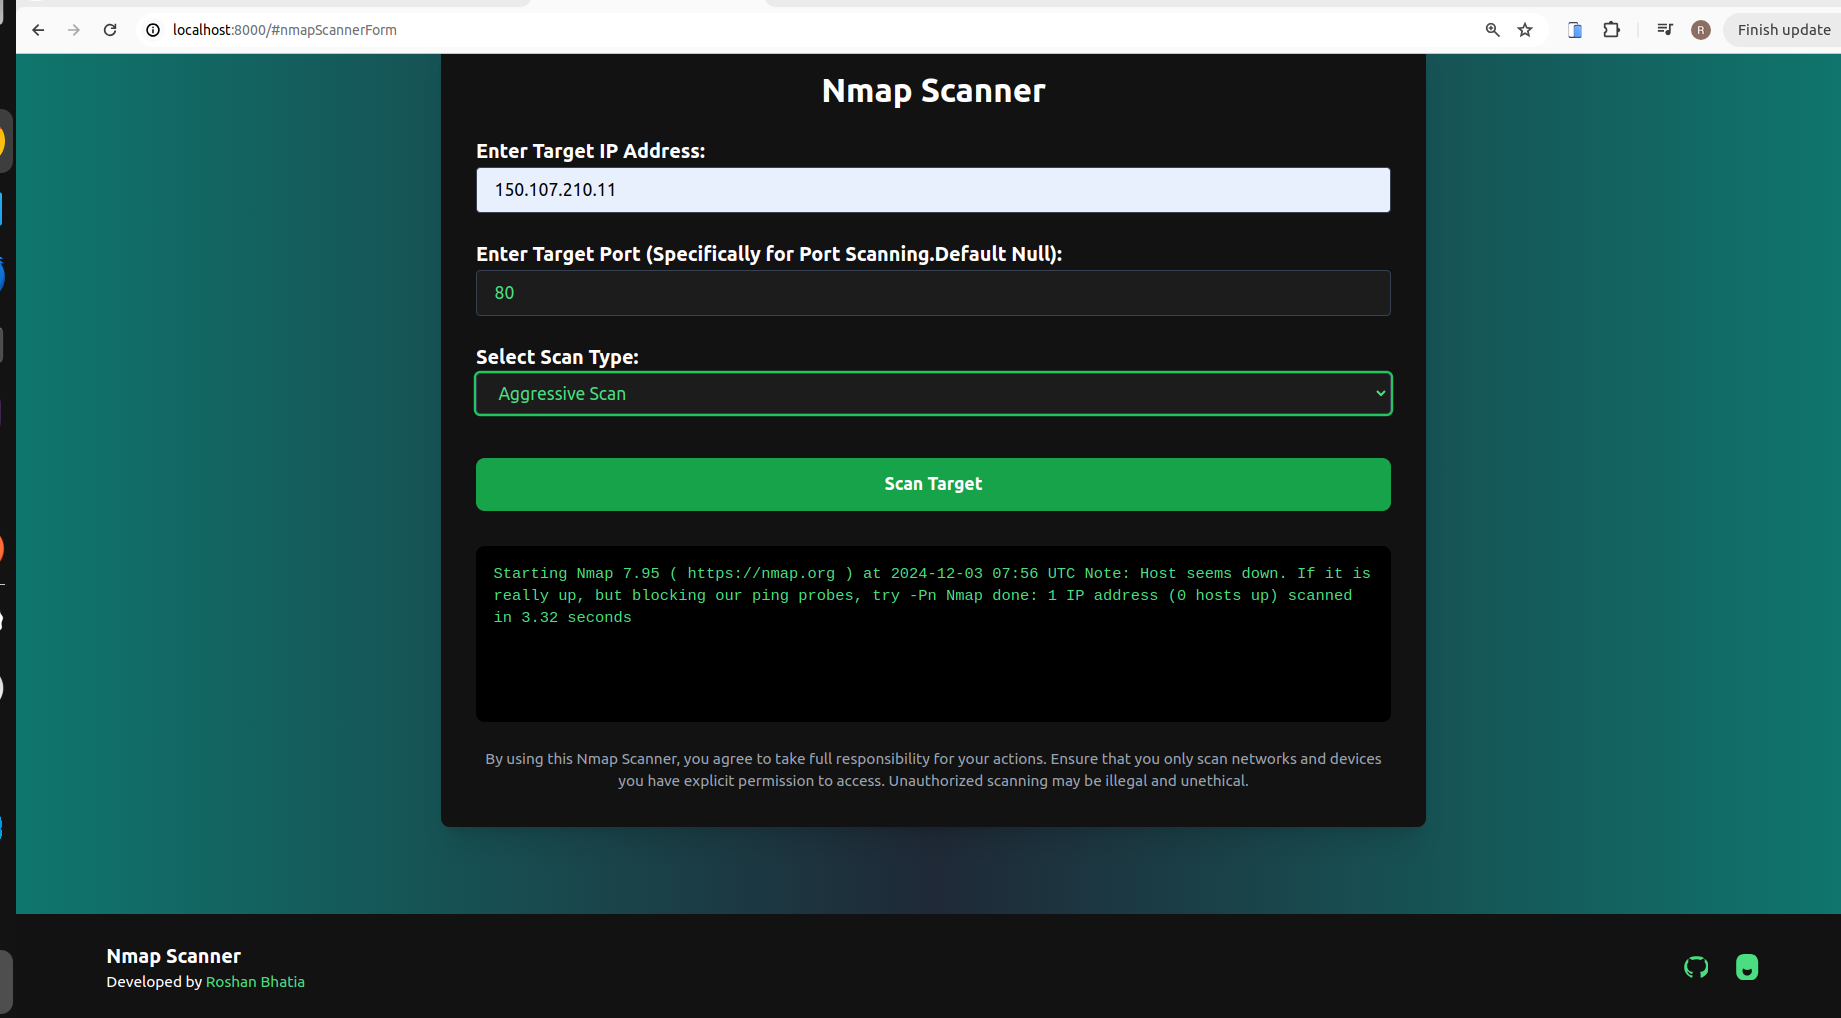 localhost:8000/#nmapScannerForm
R
Finish update
Nmap Scanner
Enter Target IP Address:
150.107.210.11
Enter Target Port (Specifically for Port Scanning.Default Null):
80
Select Scan Type:
Aggressive Scan
Scan Target
Starting Nmap 7.95 ( https://nmap.org ) at 2024-12-03 07:56 UTC Note: Host seems down. If it is
really up, but blocking our ping probes, try -Pn Nmap done: 1 IP address (0 hosts up) scanned
in 3.32 seconds
By using this Nmap Scanner, you agree to take full responsibility for your actions. Ensure that you only scan networks and devices
you have explicit permission to access. Unauthorized scanning may be illegal and unethical.
Nmap Scanner
Developed by Roshan Bhatia